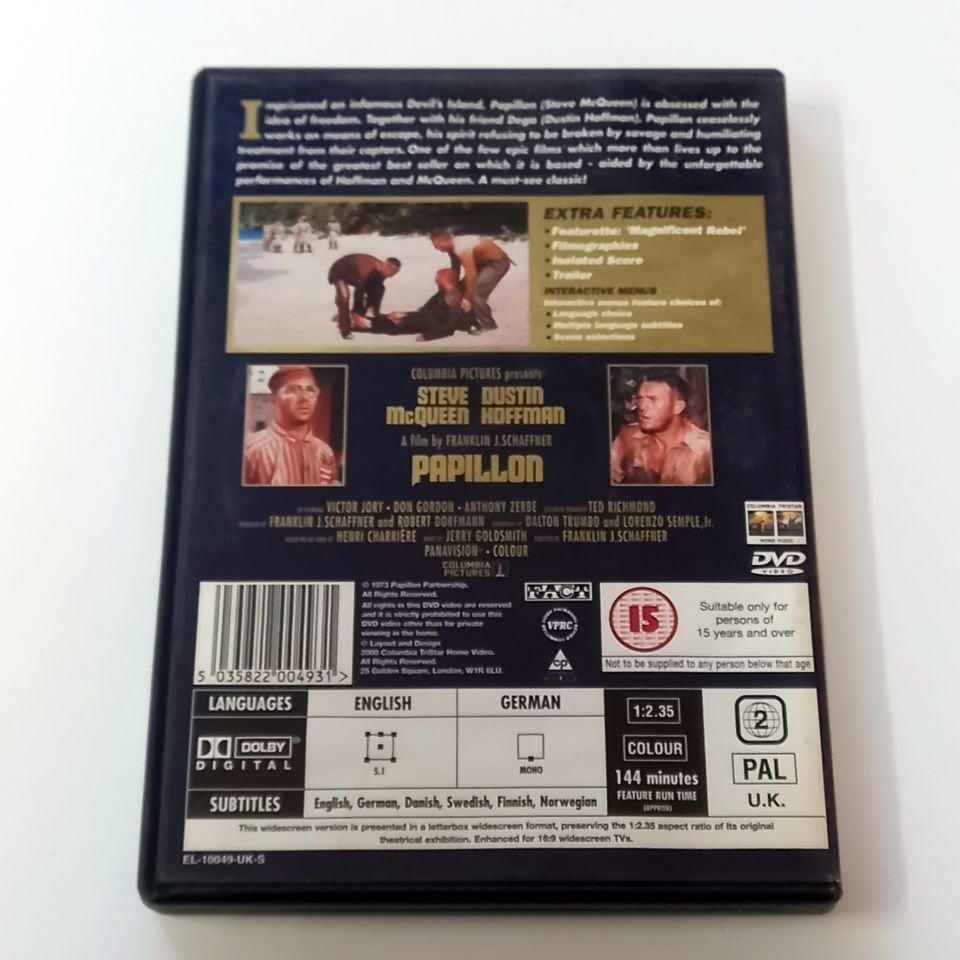 Imprisoned on infamous Devil's Island, Papillon (Steve McQueen) is obsessed with the
idea of freedom. Together with his friend Dega (Dustin Hoffman), Papillon ceaselessly
works on means of escape, his spirit refusing to be broken by savage and humiliating
treatment from their captors. One of the few epic films which more than lives up to the
promise of the greatest best seller on which it is based - aided by the unforgettable
performances of Hoffman and McQueen. A must-see classic!
EXTRA FEATURES:
• Featurette: 'Magnificent Rebel'
• Filmographies
• Isolated Score
• Trailer
INTERACTIVE MENUS
Interactive menus feature choices of:
• Language choice
• Multiple language subtitles
• Scene selections
COLUMBIA PICTURES presents
STEVE DUSTIN
McQUEEN HOFFMAN
A film by FRANKLIN J.SCHAFFNER
PAPILLON
VICTOR JORY • DON GORDON • ANTHONY ZERBE TED RICHMOND
FRANKLIN J.SCHAFFNER and ROBERT DORFMANN DALTON TRUMBO and LORENZO SEMPLE,Jr.
HENRI CHARRIÈRE JERRY GOLDSMITH FRANKLIN J.SCHAFFNER
PANAVISION® • COLOUR
COLUMBIA
PICTURES
COLUMBIA TRISTAR
HOME VIDEO
DVD
VIDEO
© 1973 Papillon Partnership.
All Rights Reserved.
All rights in this DVD video are reserved
and it is strictly prohibited to use this
DVD video other than for private
viewing in the home.
© Layout and Design
2000 Columbia TriStar Home Video.
All Rights Reserved.
25 Golden Square, London, W1R 6LU.
5 035822 004931 >
FACT
VPRC
cp
15
Suitable only for
persons of
15 years and over
Not to be supplied to any person below that age
LANGUAGES ENGLISH GERMAN
DOLBY
DIGITAL
5.1
MONO
SUBTITLES English, German, Danish, Swedish, Finnish, Norwegian
1:2.35
COLOUR
144 minutes
FEATURE RUN TIME
(APPROX)
2
PAL
U.K.
This widescreen version is presented in a letterbox widescreen format, preserving the 1:2.35 aspect ratio of its original
theatrical exhibition. Enhanced for 16:9 widescreen TVs.
EL-10049-UK-S